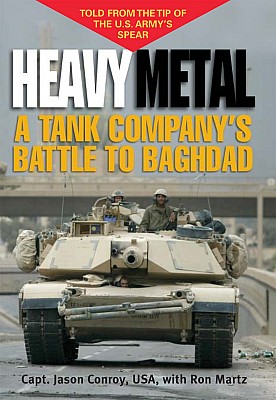 TOLD FROM THE TIP OF
THE U.S. ARMY'S
SPEAR
HEAVY METAL
A TANK COMPANY'S
BATTLE TO BAGHDAD
Capt. Jason Conroy, USA, with Ron Martz